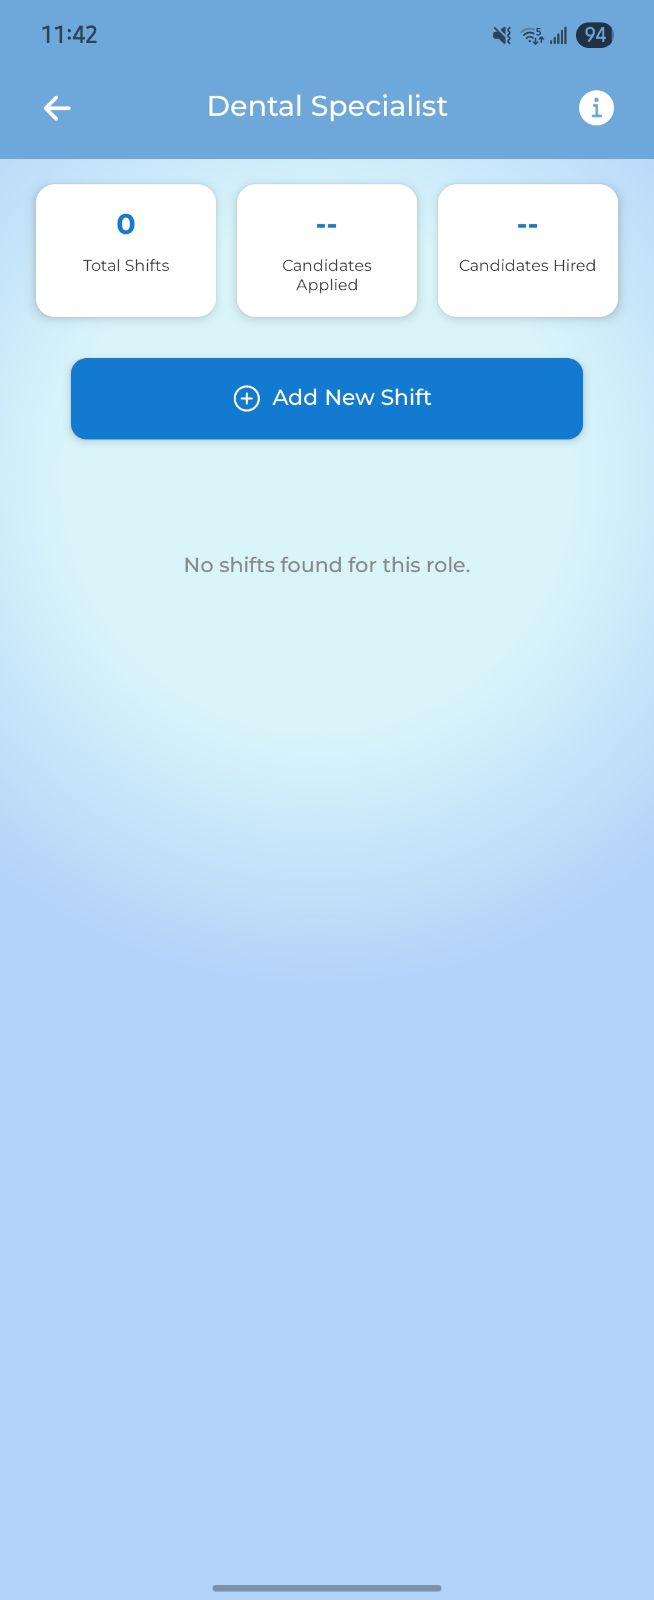 11:42
5
94
Dental Specialist
0
Total Shifts
--
Candidates
Applied
--
Candidates Hired
Add New Shift
No shifts found for this role.